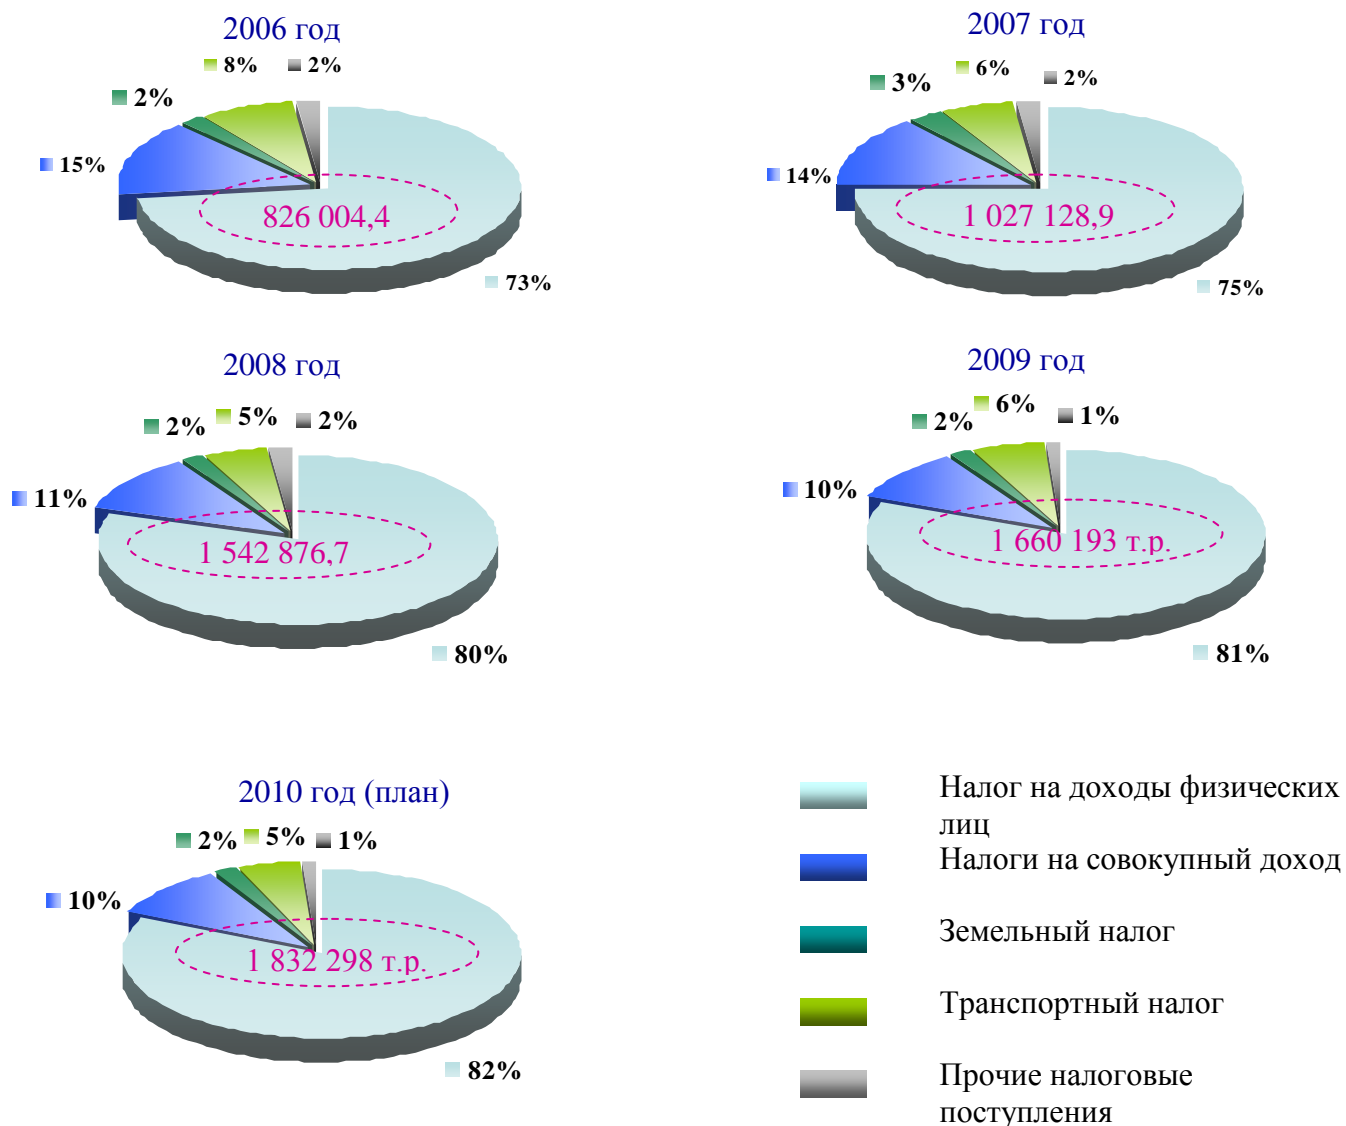 2006 год
8%
2%
2%
15%
826 004,4
73%
2007 год
6%
2%
3%
14%
1 027 128,9
75%
2008 год
5%
2%
2%
11%
1 542 876,7
80%
2009 год
6%
1%
2%
10%
1 660 193 т.р.
81%
2010 год (план)
2%
5%
1%
10%
1 832 298 т.р.
82%
Налог на доходы физических
лиц
Налоги на совокупный доход
Земельный налог
Транспортный налог
Прочие налоговые
поступления